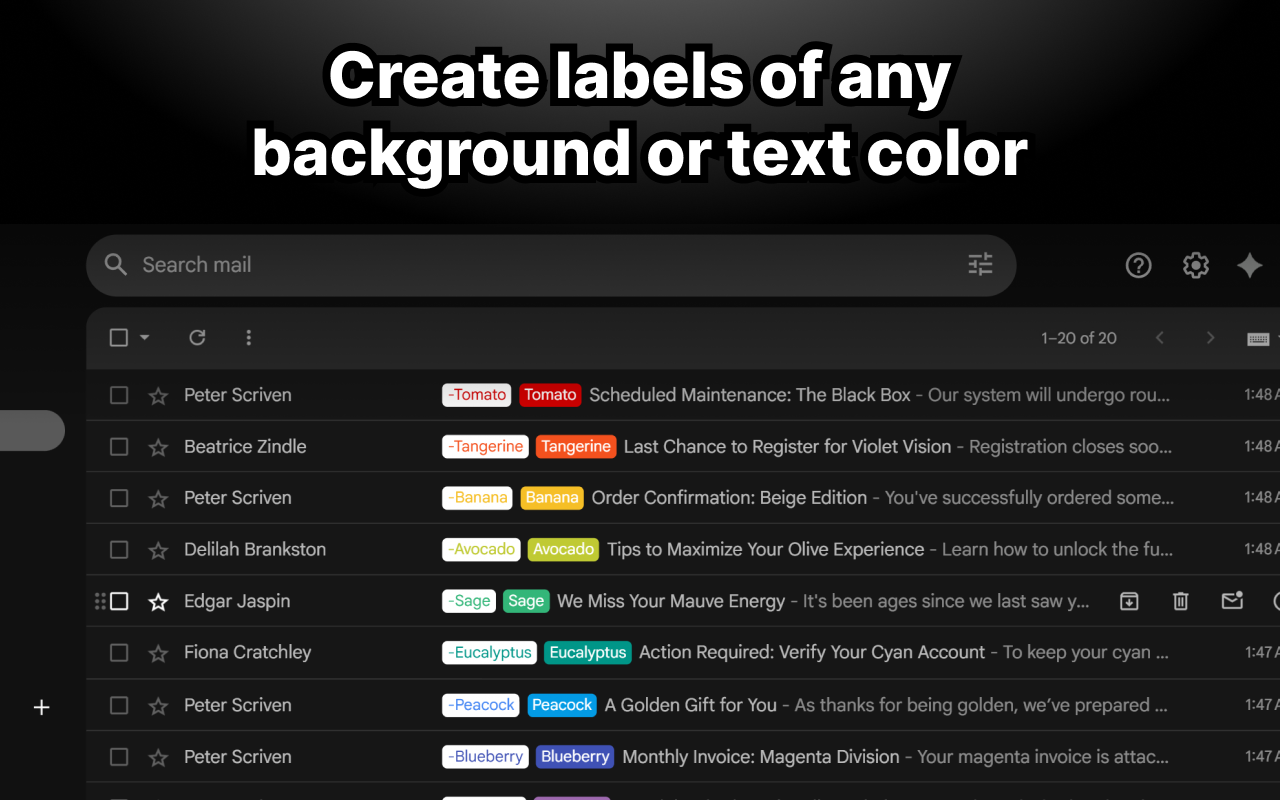 Create labels of any
background or text color
Search mail
1–20 of 20
Peter Scriven -Tomato Tomato Scheduled Maintenance: The Black Box - Our system will undergo rou... 1:48 A
Beatrice Zindle -Tangerine Tangerine Last Chance to Register for Violet Vision - Registration closes soo... 1:48 A
Peter Scriven -Banana Banana Order Confirmation: Beige Edition - You've successfully ordered some... 1:48 A
Delilah Brankston -Avocado Avocado Tips to Maximize Your Olive Experience - Learn how to unlock the fu... 1:48 A
Edgar Jaspin -Sage Sage We Miss Your Mauve Energy - It's been ages since we last saw y...
Fiona Cratchley -Eucalyptus Eucalyptus Action Required: Verify Your Cyan Account - To keep your cyan ... 1:47 A
Peter Scriven -Peacock Peacock A Golden Gift for You - As thanks for being golden, we’ve prepared ... 1:47 A
Peter Scriven -Blueberry Blueberry Monthly Invoice: Magenta Division - Your magenta invoice is attac... 1:47 A